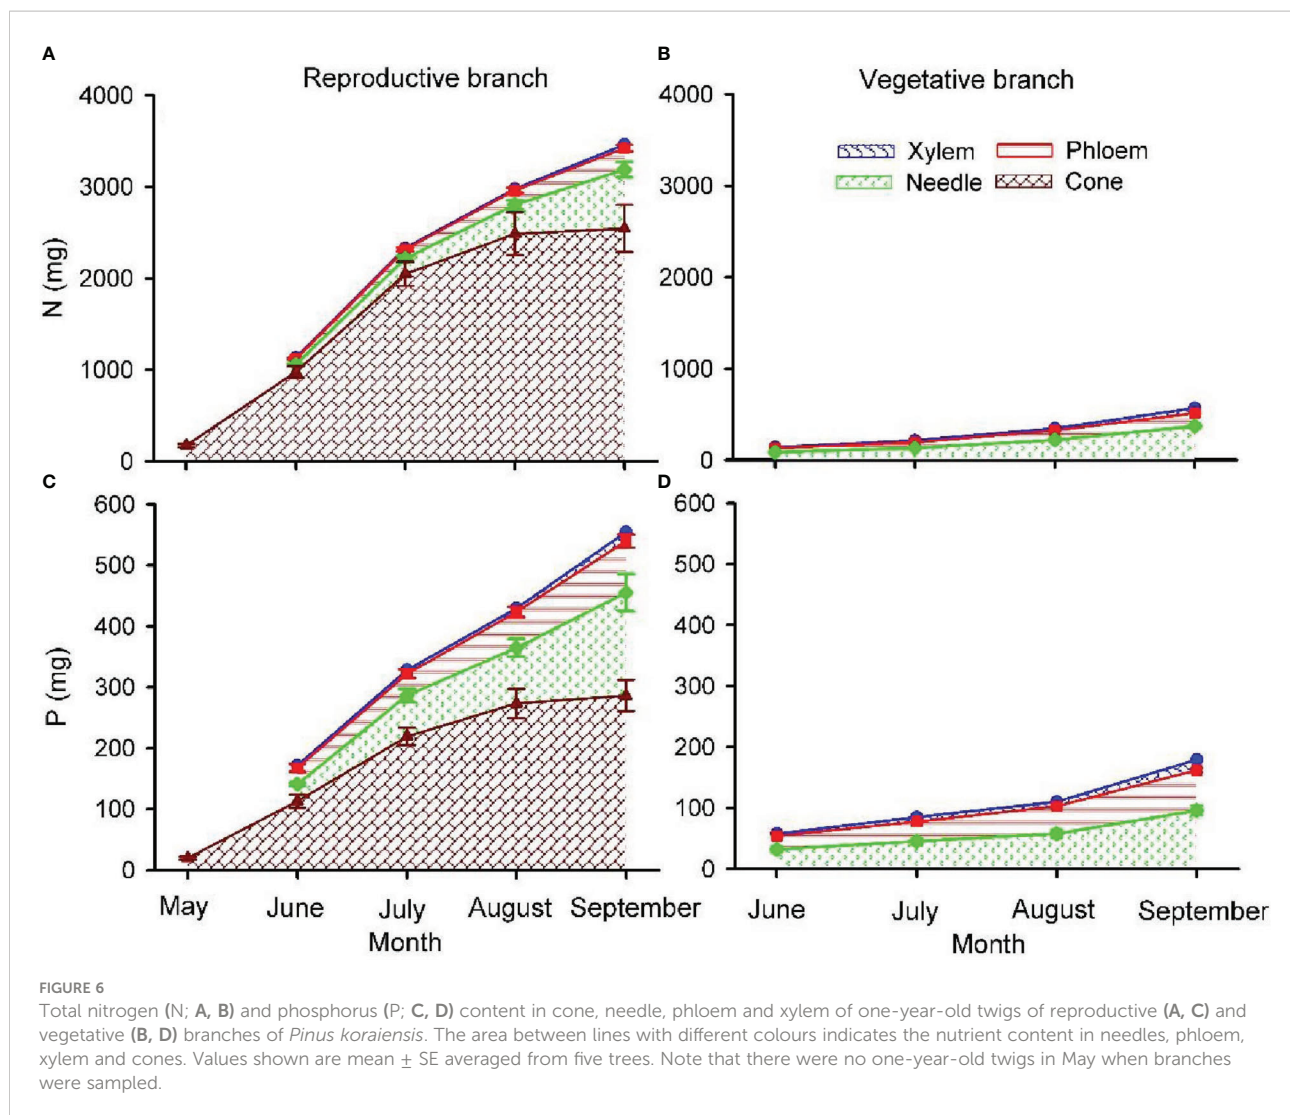 A
B
Reproductive branch
Vegetative branch
4000
3000
2000
1000
0
N (mg)
4000
3000
2000
1000
0
Xylem
Phloem
Needle
Cone
C
D
600
500
400
300
200
100
0
P (mg)
600
500
400
300
200
100
0
May
June
July
August
September
Month
June
July
August
September
Month
FIGURE 6
Total nitrogen (N; A, B) and phosphorus (P; C, D) content in cone, needle, phloem and xylem of one-year-old twigs of reproductive (A, C) and
vegetative (B, D) branches of Pinus koraiensis. The area between lines with different colours indicates the nutrient content in needles, phloem,
xylem and cones. Values shown are mean ± SE averaged from five trees. Note that there were no one-year-old twigs in May when branches
were sampled.